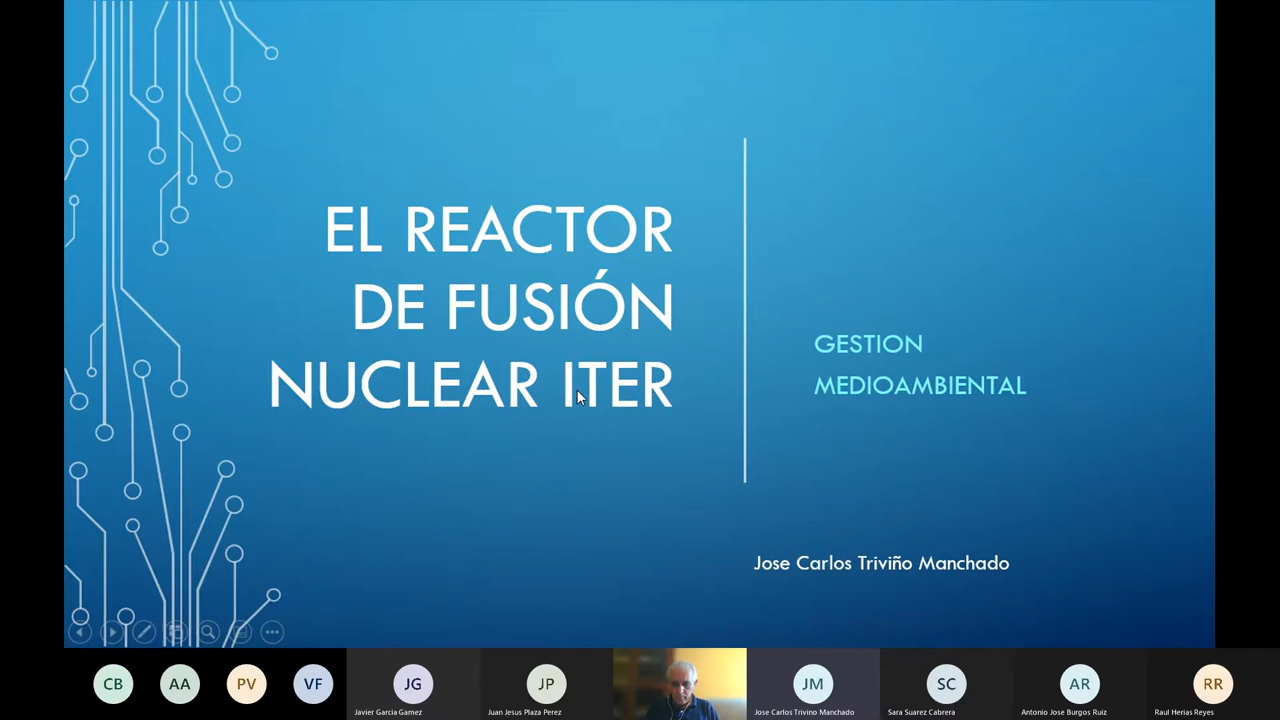 EL REACTOR
DE FUSIÓN
NUCLEAR ITER
GESTION
MEDIOAMBIENTAL
Jose Carlos Triviño Manchado
CB
AA
PV
VF
JG
JP
JM
SC
AR
RR
Javier Garcia Gamez
Juan Jesus Plaza Perez
Jose Carlos Trivino Manchado
Sara Suarez Cabrera
Antonio Jose Burgos Ruiz
Raul Herias Reyes